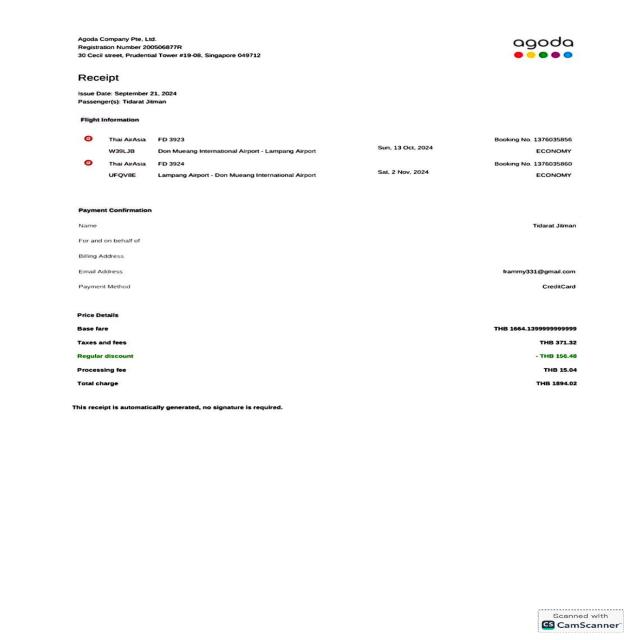 Agoda Company Pte, Ltd.
Registration Number 200506877R
30 Cecil street, Prudential Tower #19-08, Singapore 049712
agoda
Receipt
Issue Date: September 21, 2024
Passenger(s): Tidarat Jitman
Flight Information
Thai AirAsia FD 3923 Booking No. 1376035856
W39LJB Don Mueang International Airport - Lampang Airport Sun, 13 Oct, 2024 ECONOMY
Thai AirAsia FD 3924 Booking No. 1376035860
UFQV8E Lampang Airport - Don Mueang International Airport Sat, 2 Nov, 2024 ECONOMY
Payment Confirmation
Name Tidarat Jitman
For and on behalf of
Billing Address
Email Address frammy331@gmail.com
Payment Method CreditCard
Price Details
Base fare THB 1664.1399999999999
Taxes and fees THB 371.32
Regular discount - THB 156.48
Processing fee THB 15.04
Total charge THB 1894.02
This receipt is automatically generated, no signature is required.
Scanned with
CS CamScanner